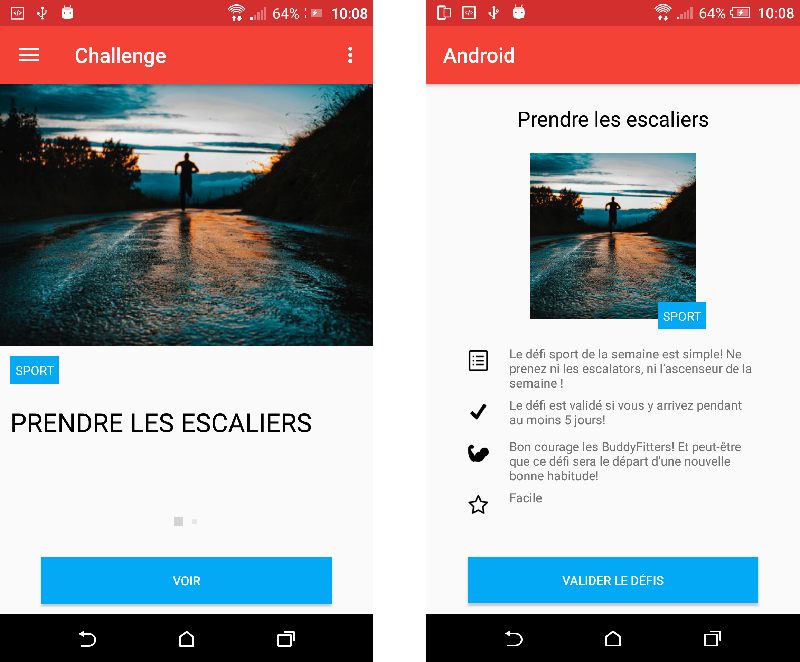 64% 10:08
Challenge
SPORT
PRENDRE LES ESCALIERS
VOIR
64% 10:08
Android
Prendre les escaliers
SPORT
Le défi sport de la semaine est simple! Ne
prenez ni les escalators, ni l'ascenseur de la
semaine !
Le défi est validé si vous y arrivez pendant
au moins 5 jours!
Bon courage les BuddyFitters! Et peut-être
que ce défi sera le départ d'une nouvelle
bonne habitude!
Facile
VALIDER LE DÉFIS